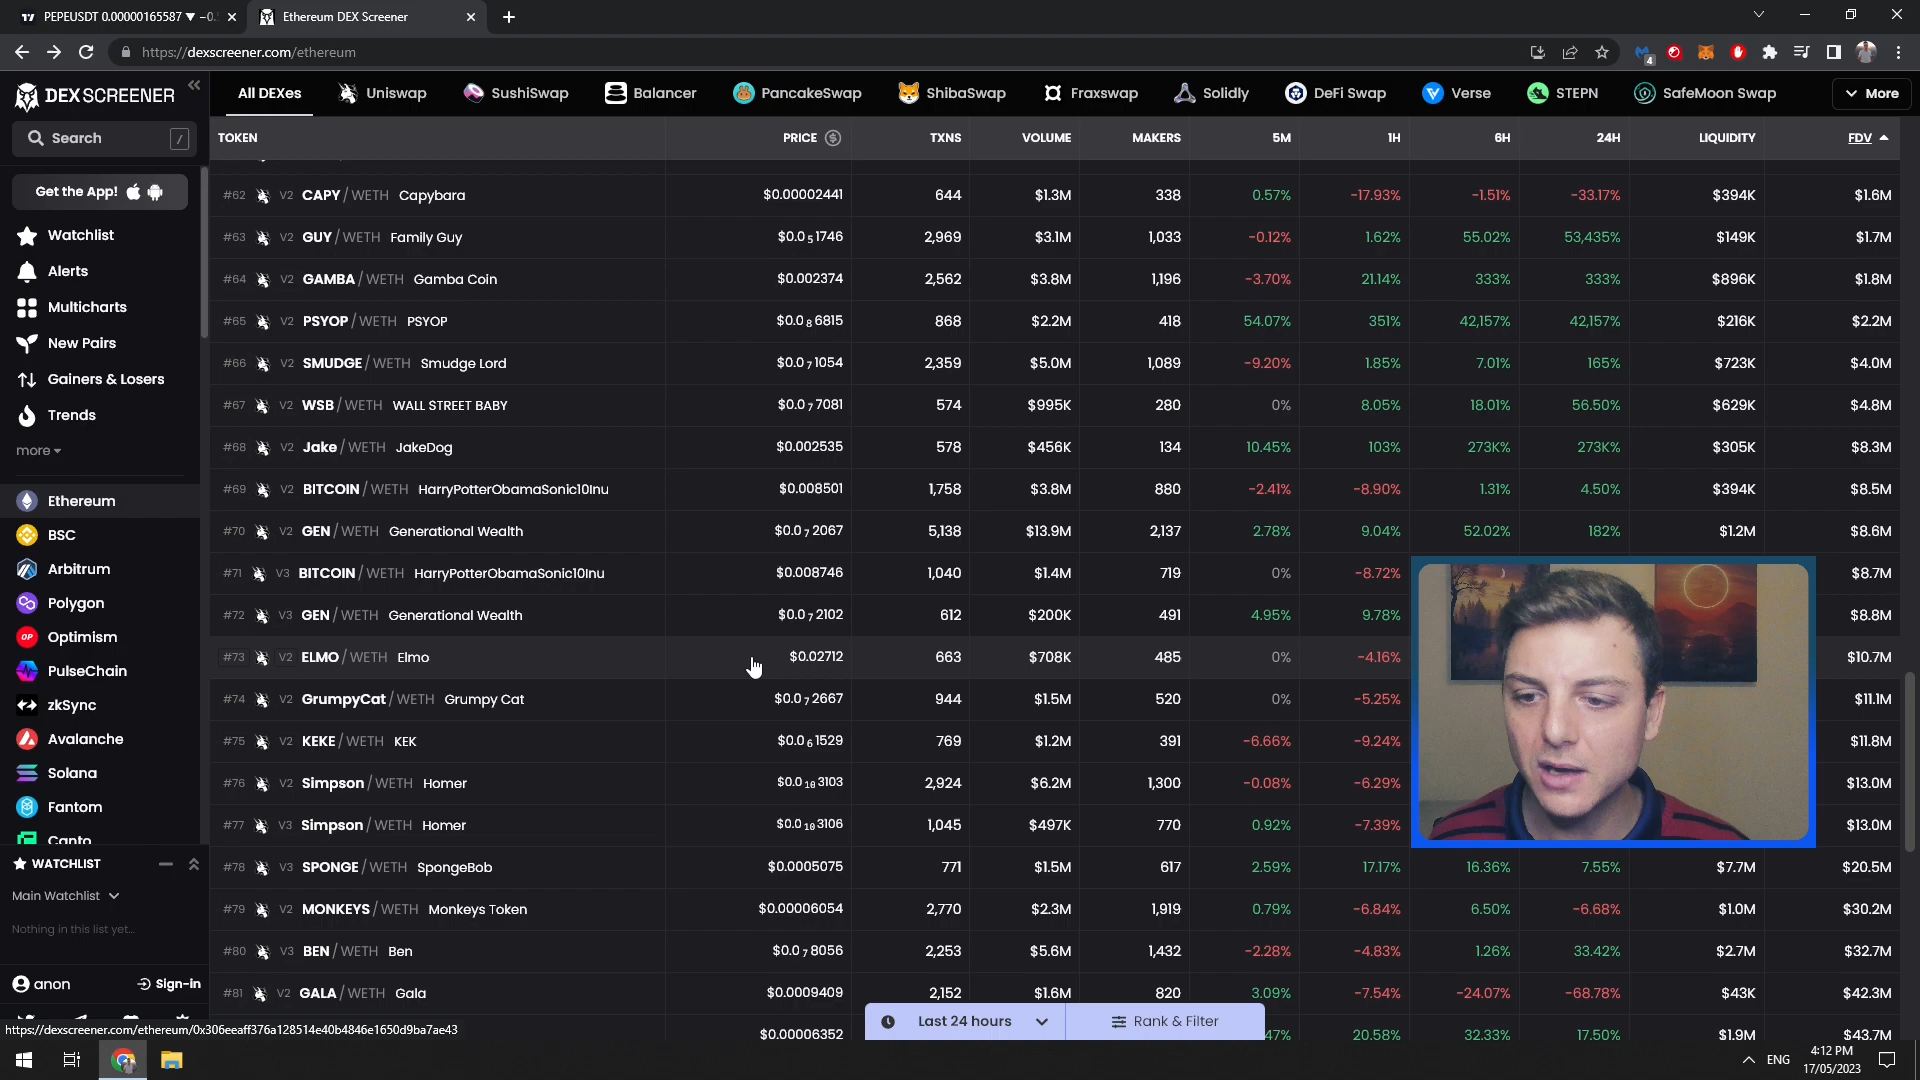 PEPEUSDT 0.00000165587 ▼ −0.
Ethereum DEX Screener
https://dexscreener.com/ethereum
4
DEXSCREENER
All DEXes Uniswap SushiSwap Balancer PancakeSwap ShibaSwap Fraxswap Solidly DeFi Swap Verse STEPN SafeMoon Swap More
Search /
TOKEN PRICE TXNS VOLUME MAKERS 5M 1H 6H 24H LIQUIDITY FDV
Get the App!
Watchlist
Alerts
Multicharts
New Pairs
Gainers & Losers
Trends
more
Ethereum
BSC
Arbitrum
Polygon
Optimism
PulseChain
zkSync
Avalanche
Solana
Fantom
Canto
WATCHLIST
Main Watchlist
Nothing in this list yet...
anon Sign-in
#62 V2 CAPY / WETH Capybara $0.00002441 644 $1.3M 338 0.57% -17.93% -1.51% -33.17% $394K $1.6M
#63 V2 GUY / WETH Family Guy $0.0₅1746 2,969 $3.1M 1,033 -0.12% 1.62% 55.02% 53,435% $149K $1.7M
#64 V2 GAMBA / WETH Gamba Coin $0.002374 2,562 $3.8M 1,196 -3.70% 21.14% 333% 333% $896K $1.8M
#65 V2 PSYOP / WETH PSYOP $0.0₈6815 868 $2.2M 418 54.07% 351% 42,157% 42,157% $216K $2.2M
#66 V2 SMUDGE / WETH Smudge Lord $0.0₇1054 2,359 $5.0M 1,089 -9.20% 1.85% 7.01% 165% $723K $4.0M
#67 V2 WSB / WETH WALL STREET BABY $0.0₇7081 574 $995K 280 0% 8.05% 18.01% 56.50% $629K $4.8M
#68 V2 Jake / WETH JakeDog $0.002535 578 $456K 134 10.45% 103% 273K% 273K% $305K $8.3M
#69 V2 BITCOIN / WETH HarryPotterObamaSonic10Inu $0.008501 1,758 $3.8M 880 -2.41% -8.90% 1.31% 4.50% $394K $8.5M
#70 V2 GEN / WETH Generational Wealth $0.0₇2067 5,138 $13.9M 2,137 2.78% 9.04% 52.02% 182% $1.2M $8.6M
#71 V3 BITCOIN / WETH HarryPotterObamaSonic10Inu $0.008746 1,040 $1.4M 719 0% -8.72% $8.7M
#72 V3 GEN / WETH Generational Wealth $0.0₇2102 612 $200K 491 4.95% 9.78% $8.8M
#73 V2 ELMO / WETH Elmo $0.02712 663 $708K 485 0% -4.16% $10.7M
#74 V2 GrumpyCat / WETH Grumpy Cat $0.0₇2667 944 $1.5M 520 0% -5.25% $11.1M
#75 V2 KEKE / WETH KEK $0.0₆1529 769 $1.2M 391 -6.66% -9.24% $11.8M
#76 V2 Simpson / WETH Homer $0.0₁₀3103 2,924 $6.2M 1,300 -0.08% -6.29% $13.0M
#77 V3 Simpson / WETH Homer $0.0₁₀3106 1,045 $497K 770 0.92% -7.39% $13.0M
#78 V3 SPONGE / WETH SpongeBob $0.0005075 771 $1.5M 617 2.59% 17.17% 16.36% 7.55% $7.7M $20.5M
#79 V2 MONKEYS / WETH Monkeys Token $0.00006054 2,770 $2.3M 1,919 0.79% -6.84% 6.50% -6.68% $1.0M $30.2M
#80 V3 BEN / WETH Ben $0.0₇8056 2,253 $5.6M 1,432 -2.28% -4.83% 1.26% 33.42% $2.7M $32.7M
#81 V2 GALA / WETH Gala $0.0009409 2,152 $1.6M 820 3.09% -7.54% -24.07% -68.78% $43K $42.3M
$0.00006352 47% 20.58% 32.33% 17.50% $1.9M $43.7M
Last 24 hours Rank & Filter
https://dexscreener.com/ethereum/0x306eeaff376a128514e40b4846e1650d9ba7ae43
ENG
4:12 PM
17/05/2023